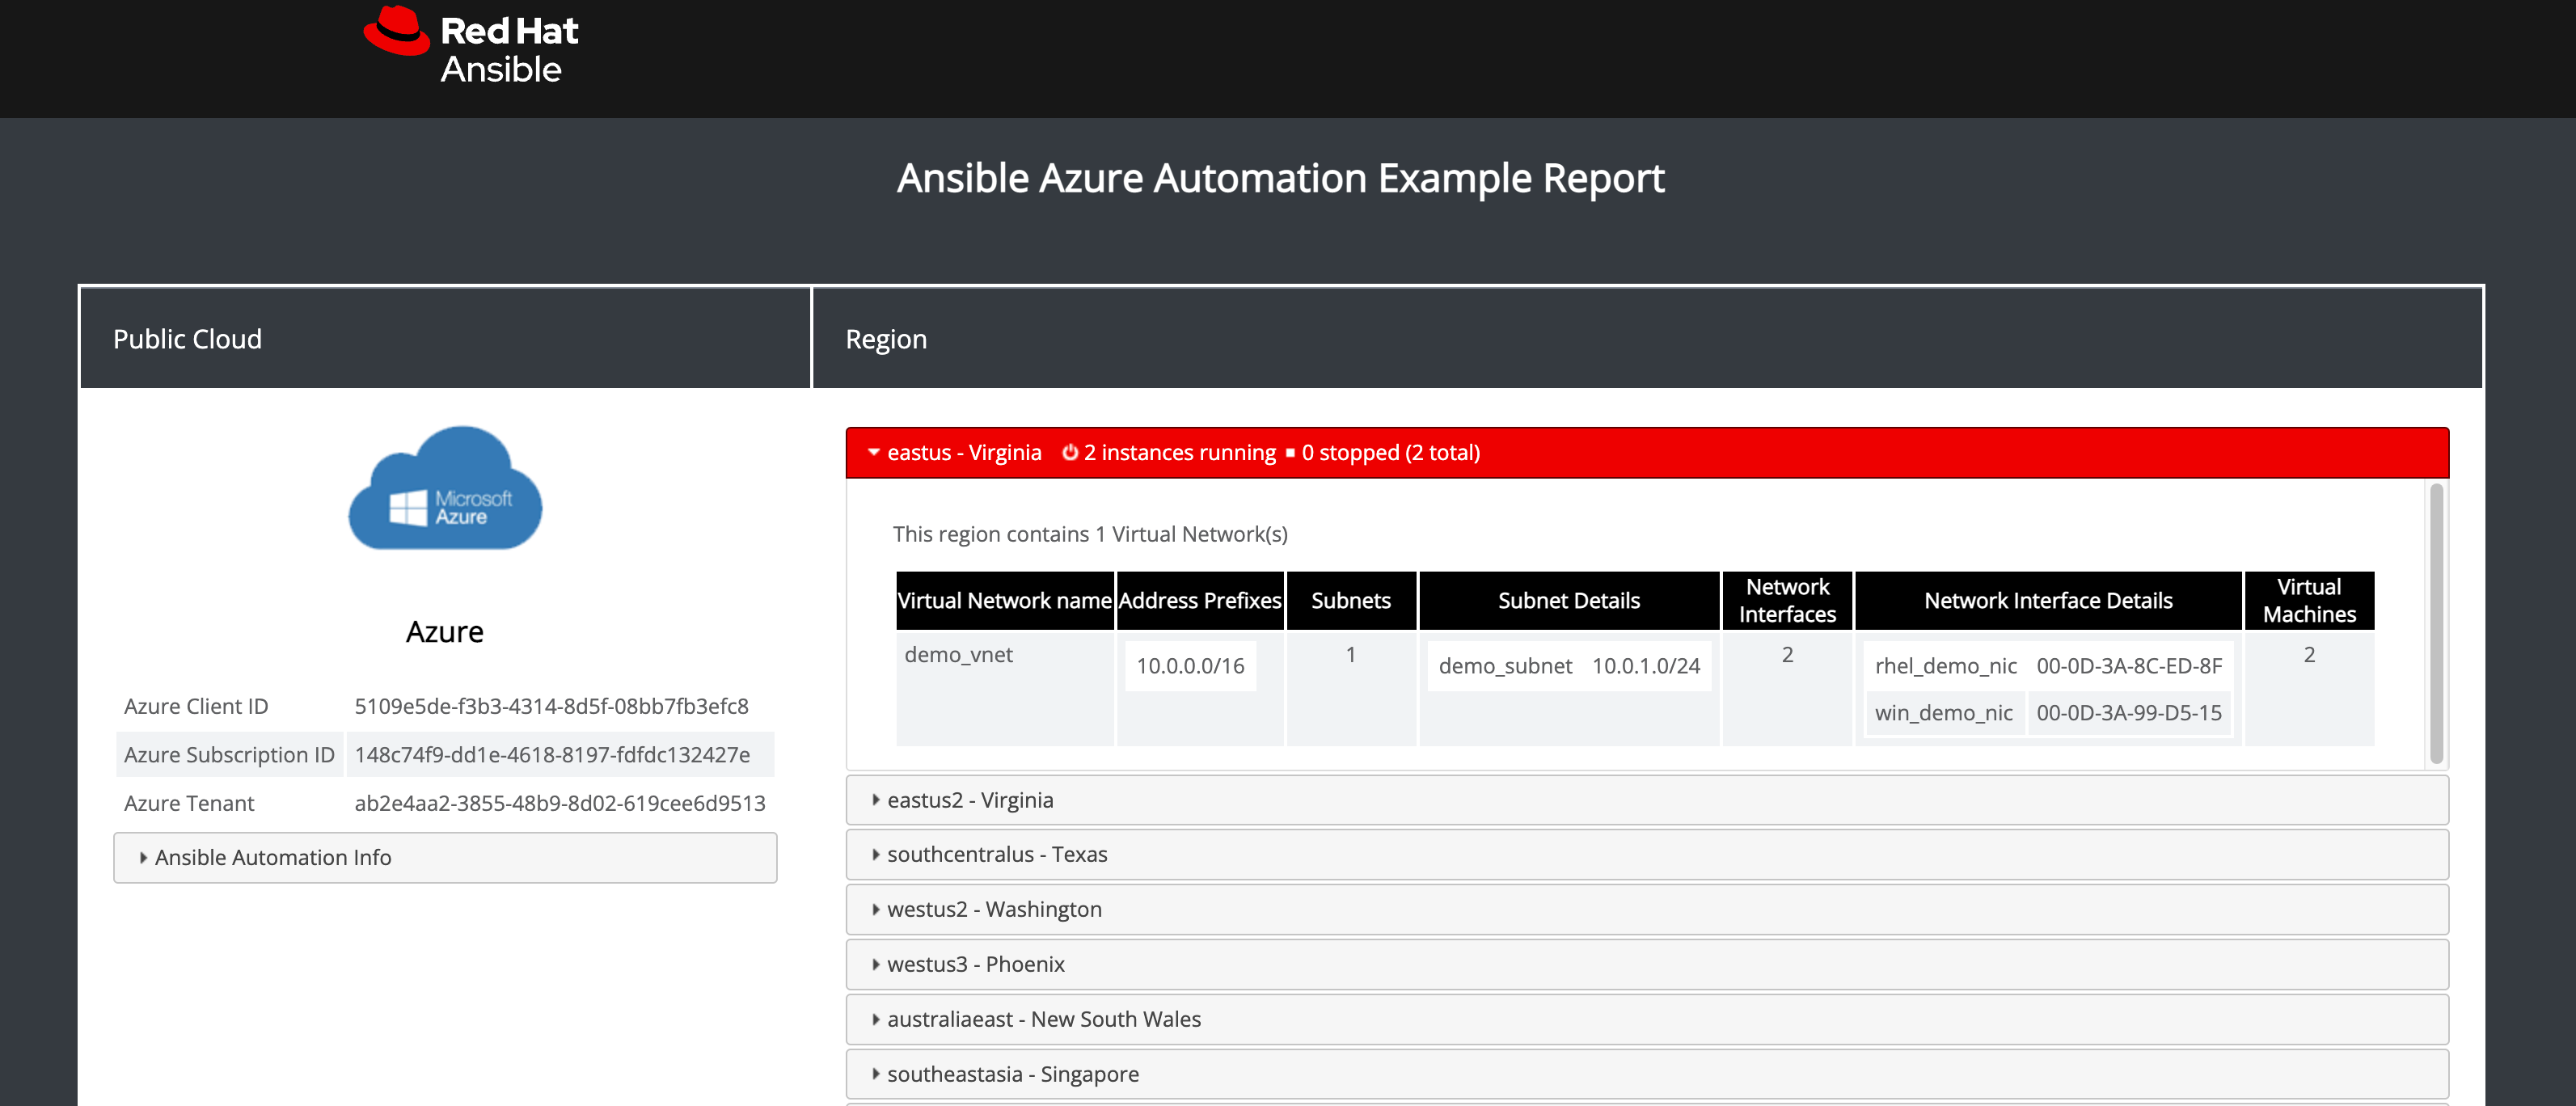 Red Hat
Ansible
Ansible Azure Automation Example Report
Public Cloud
Region
Microsoft
Azure
Azure
Azure Client ID 5109e5de-f3b3-4314-8d5f-08bb7fb3efc8
Azure Subscription ID 148c74f9-dd1e-4618-8197-fdfdc132427e
Azure Tenant ab2e4aa2-3855-48b9-8d02-619cee6d9513
Ansible Automation Info
eastus - Virginia 2 instances running 0 stopped (2 total)
This region contains 1 Virtual Network(s)
Virtual Network name Address Prefixes Subnets Subnet Details Network Interfaces Network Interface Details Virtual Machines
demo_vnet 10.0.0.0/16 1 demo_subnet 10.0.1.0/24 2 rhel_demo_nic 00-0D-3A-8C-ED-8F 2
win_demo_nic 00-0D-3A-99-D5-15
eastus2 - Virginia
southcentralus - Texas
westus2 - Washington
westus3 - Phoenix
australiaeast - New South Wales
southeastasia - Singapore